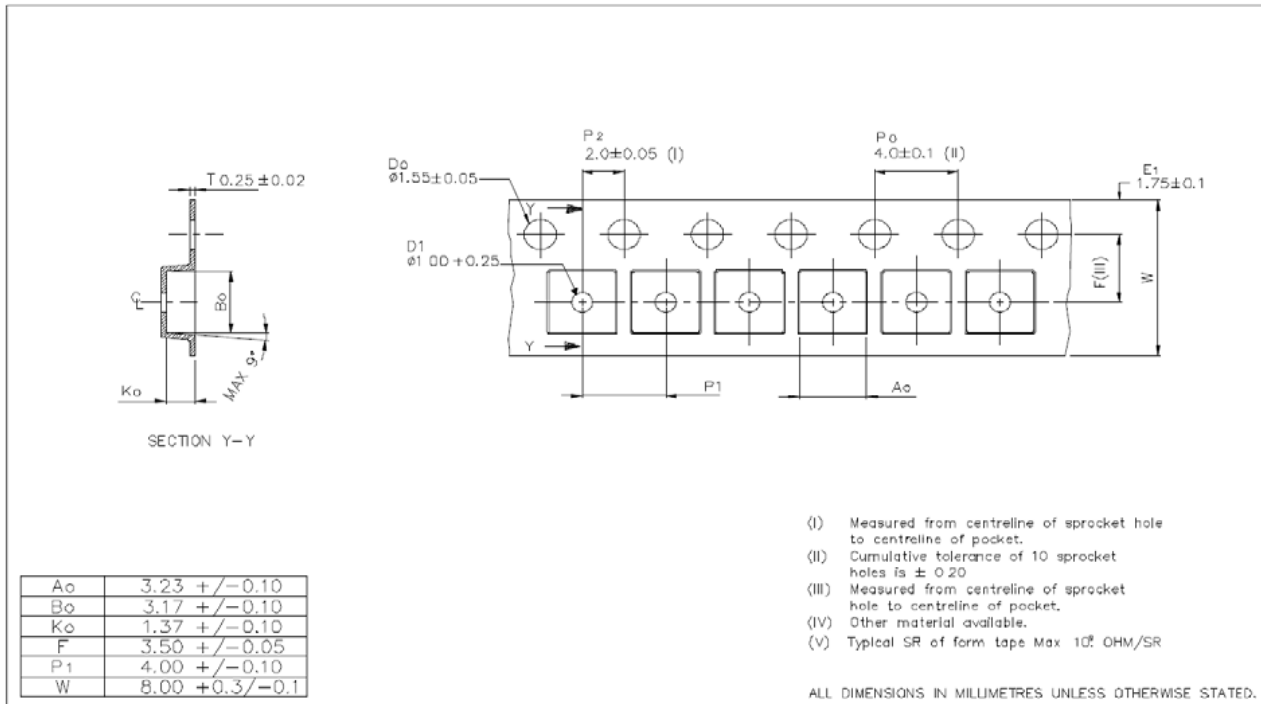 P2
2.0±0.05 (I)
Po
4.0±0.1 (II)
Do
ø1.55±0.05
E1
1.75±0.1
T 0.25±0.02
Y
D1
ø1.00 +0.25
F(III)
W
Bo
CL
Y
MAX 9°
Ko
P1
Ao
SECTION Y-Y
(I) Measured from centreline of sprocket hole
to centreline of pocket.
(II) Cumulative tolerance of 10 sprocket
holes is ± 0.20
(III) Measured from centreline of sprocket
hole to centreline of pocket.
(IV) Other material available.
(V) Typical SR of form tape Max OHM/SR
Ao 3.23 +/-0.10
Bo 3.17 +/-0.10
Ko 1.37 +/-0.10
F 3.50 +/-0.05
P1 4.00 +/-0.10
W 8.00 +0.3/-0.1
ALL DIMENSIONS IN MILLIMETRES UNLESS OTHERWISE STATED.